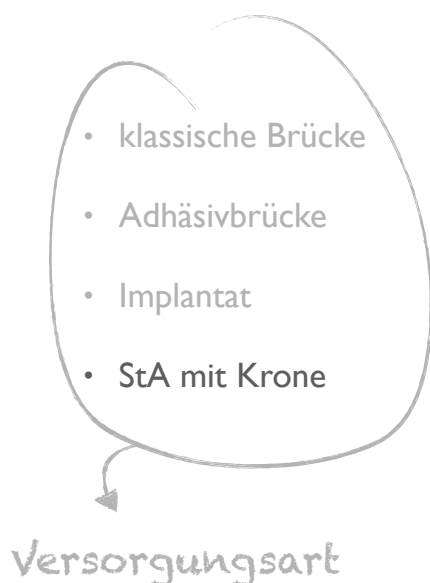 • klassische Brücke
• Adhäsivbrücke
• Implantat
• StA mit Krone
Versorgungsart